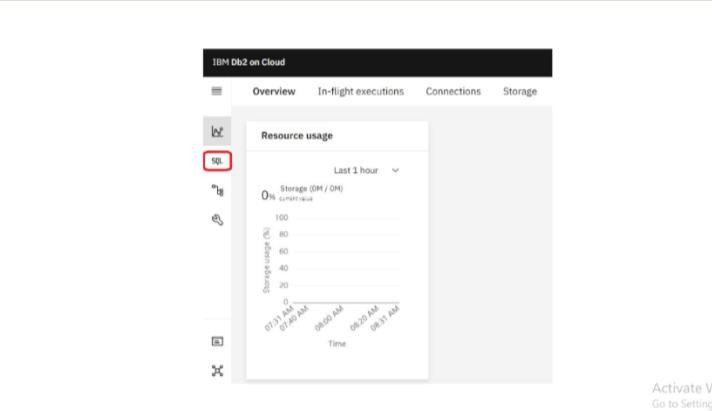 IBM Db2 on Cloud
Overview In-flight executions Connections Storage
Resource usage
SQL
Last 1 hour
0% Storage (0M / 0M)
Current value
100
80
60
40
20
0
Storage usage (%)
07:31 AM 07:40 AM 08:00 AM 08:20 AM 08:31 AM
Time
Activate
Go to Setting